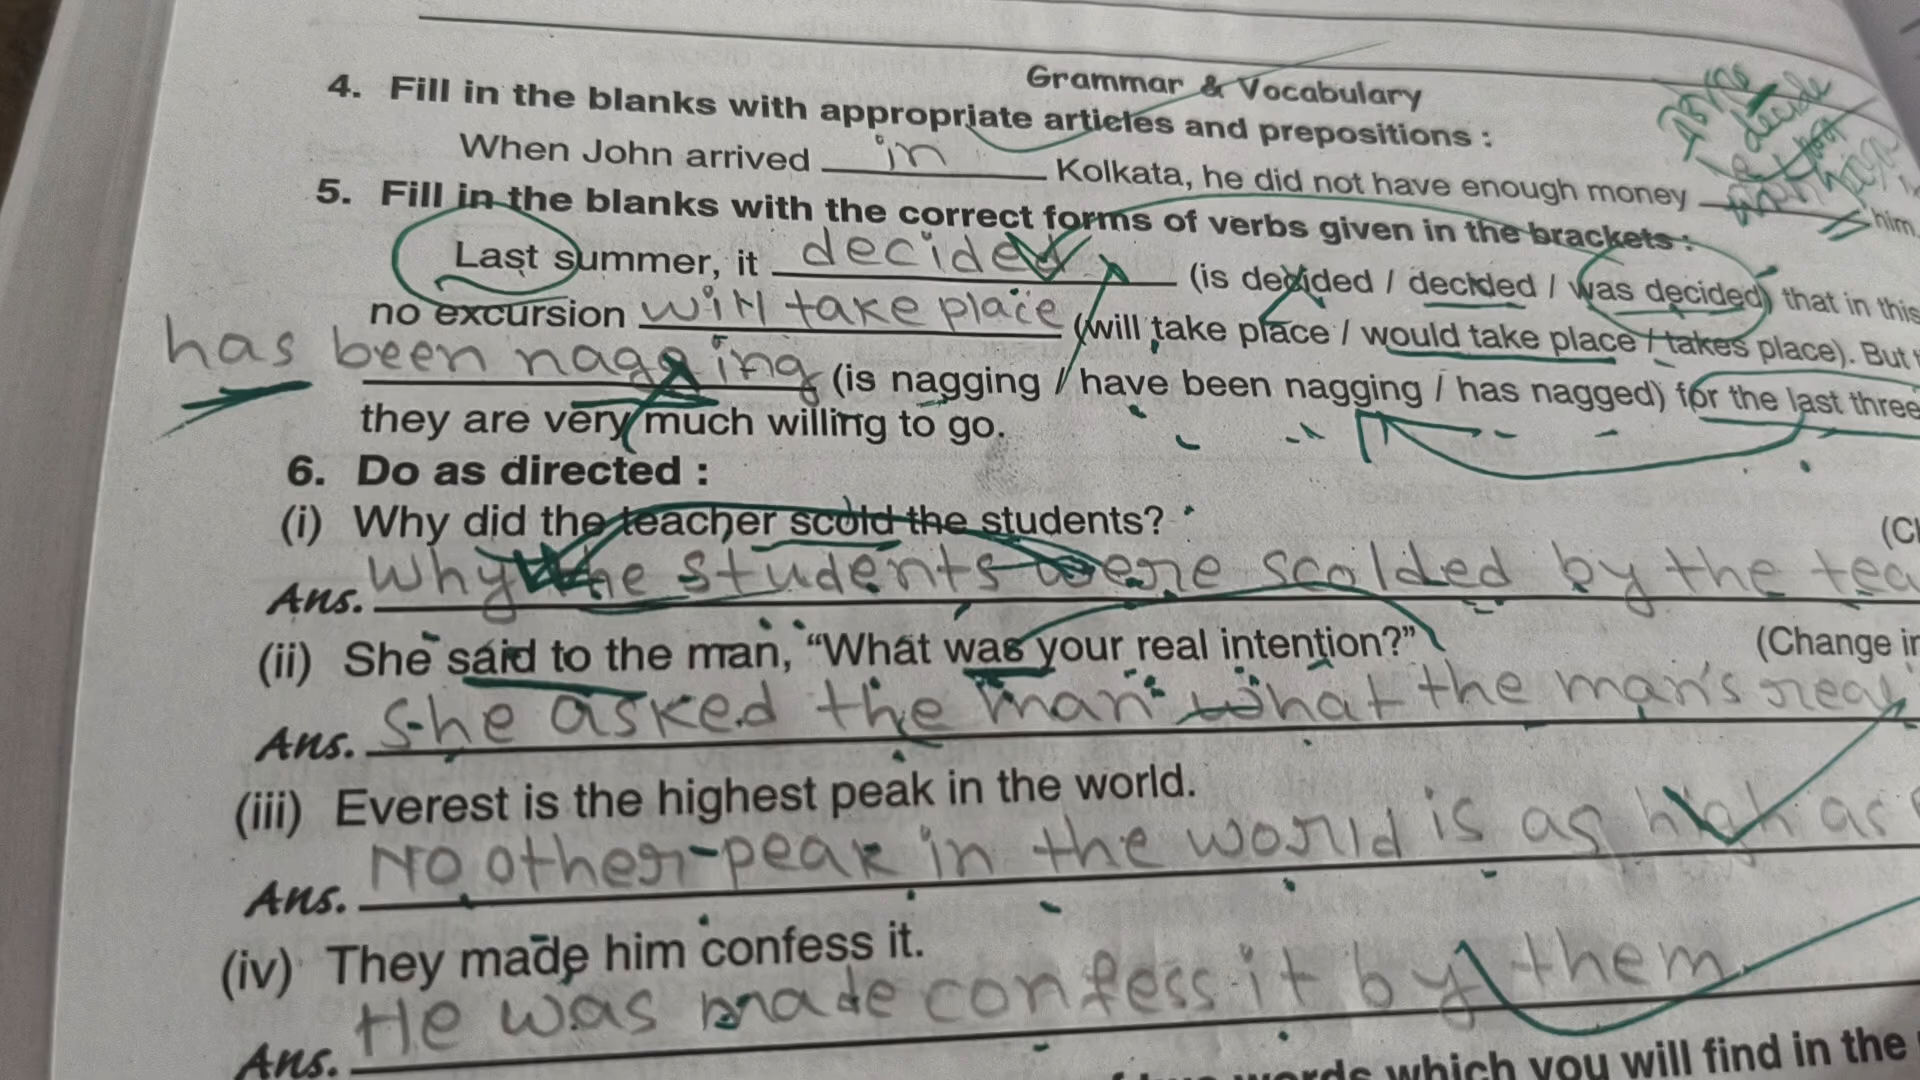 Grammar & Vocabulary
4. Fill in the blanks with appropriate articles and prepositions :
When John arrived in Kolkata, he did not have enough money him
5. Fill in the blanks with the correct forms of verbs given in the brackets :
Last summer, it decided (is decided / decided / was decided) that in this
no excursion will take place (will take place / would take place / takes place). But
has been nagging (is nagging / have been nagging / has nagged) for the last three
they are very much willing to go.
6. Do as directed :
(i) Why did the teacher scold the students?
Ans. Why the students were scolded by the
(ii) She said to the man, “What was your real intention?” (Change
Ans. She asked the man what the man's real
(iii) Everest is the highest peak in the world.
Ans. No other peak in the world is as high as
(iv) They made him confess it.
Ans. He was made confess it by them.
words which you will find in the